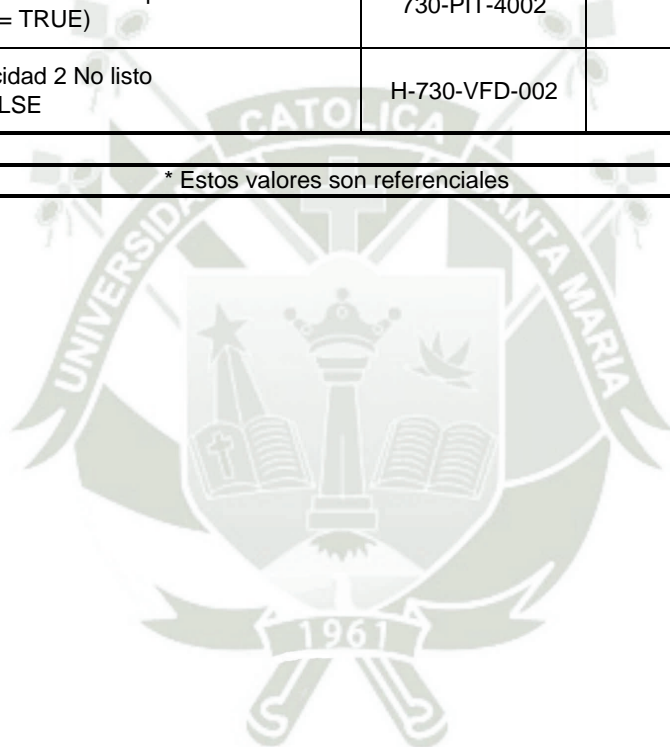 = TRUE)
730-PIT-4002
cidad 2 No listo
LSE
H-730-VFD-002
* Estos valores son referenciales
UNIVERSIDAD CATOLICA SANTA MARIA
1961